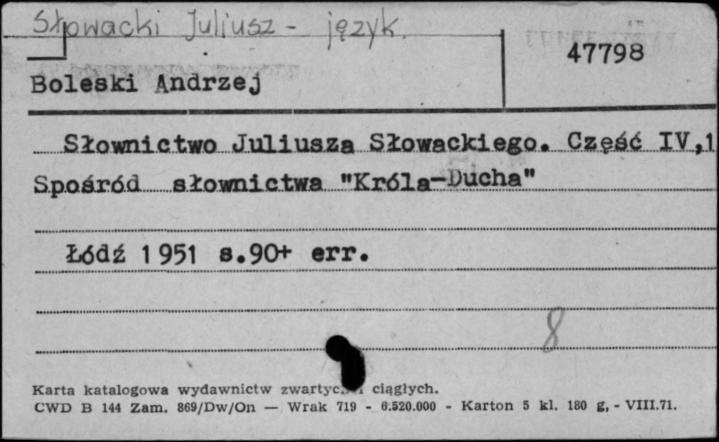 Słowacki Juliusz - język.
47798
Boleski Andrzej
Słownictwo Juliusza Słowackiego. Część IV,1
Spośród słownictwa "Króla-Ducha"
Łódź 1951 s.90+ err.
8
Karta katalogowa wydawnictw ciągłych.
CWD B 144 Zam. 869/Dw/On — Wrak 719 - 6.520.000 - Karton 5 kl. 180 g, - VIII.71.